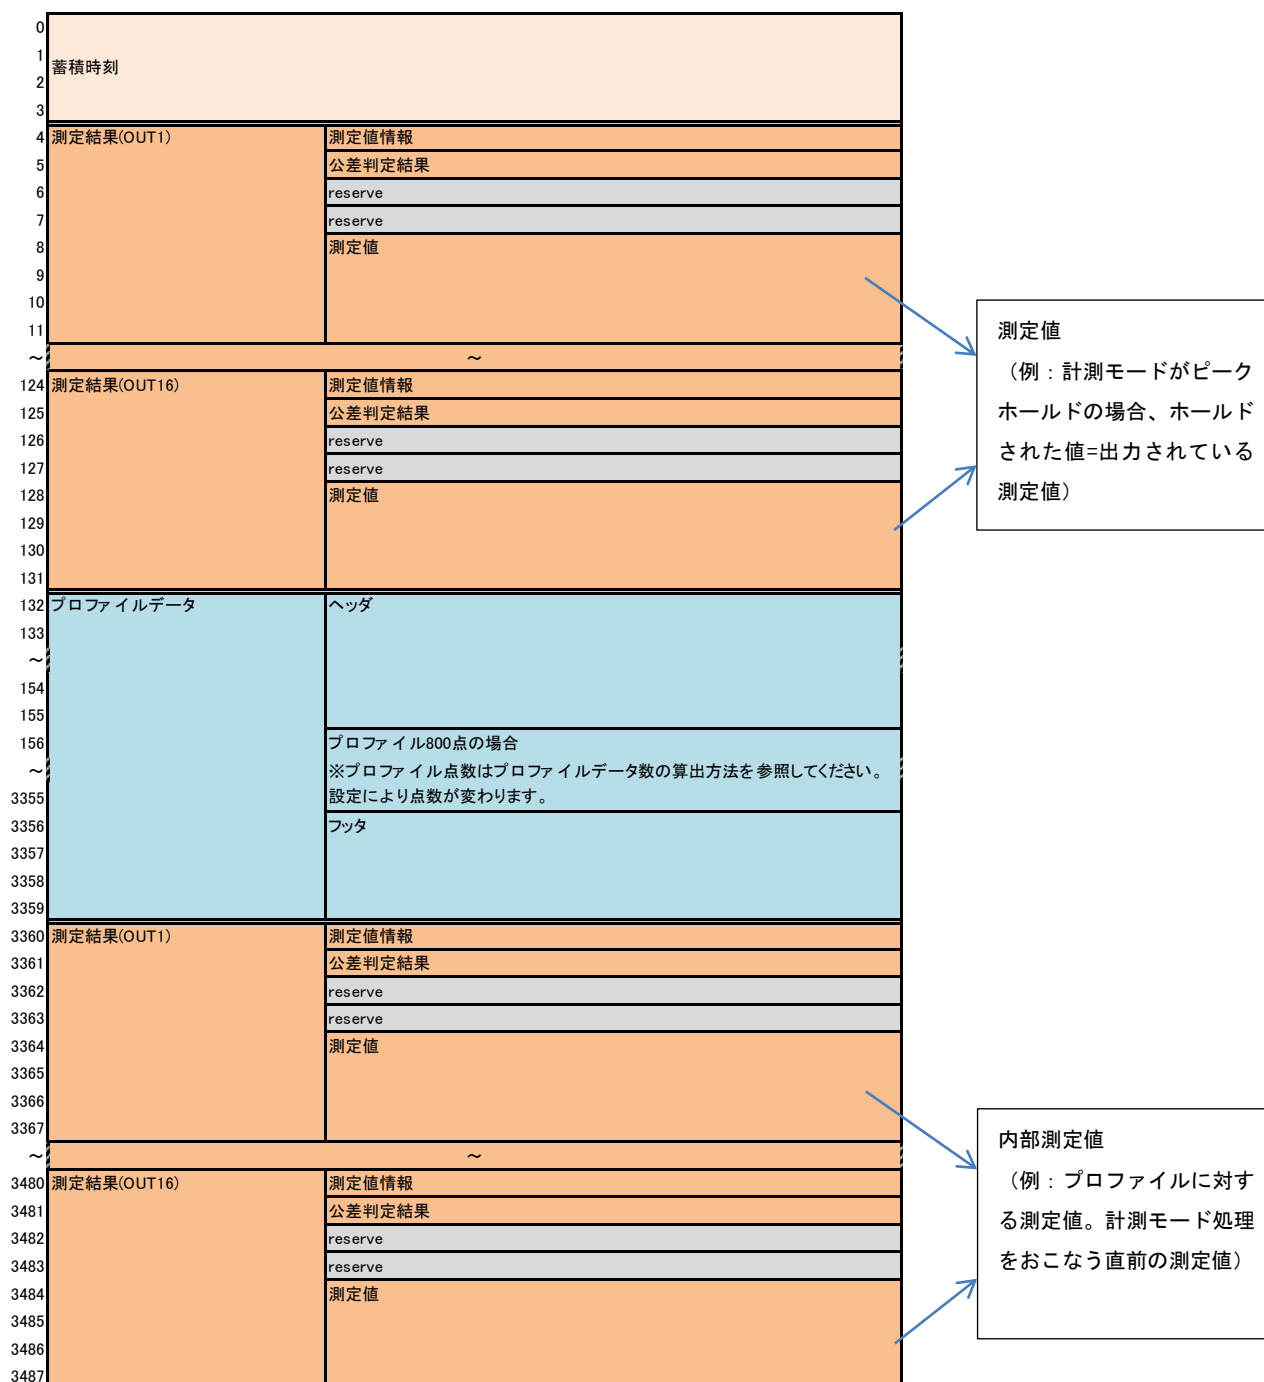 0
1
蓄積時刻
2
3
4 測定結果(OUT1) 測定値情報
5 公差判定結果
6 reserve
7 reserve
8 測定値
9
10
11
～ ～
124 測定結果(OUT16) 測定値情報
125 公差判定結果
126 reserve
127 reserve
128 測定値
129
130
131
132 プロファイルデータ ヘッダ
133
～
154
155
156 プロファイル800点の場合
～ ※プロファイル点数はプロファイルデータ数の算出方法を参照してください。
3355 設定により点数が変わります。
3356 フッタ
3357
3358
3359
3360 測定結果(OUT1) 測定値情報
3361 公差判定結果
3362 reserve
3363 reserve
3364 測定値
3365
3366
3367
～ ～
3480 測定結果(OUT16) 測定値情報
3481 公差判定結果
3482 reserve
3483 reserve
3484 測定値
3485
3486
3487
測定値
（例：計測モードがピーク
ホールドの場合、ホールド
された値=出力されている
測定値）
内部測定値
（例：プロファイルに対す
る測定値。計測モード処理
をおこなう直前の測定値）